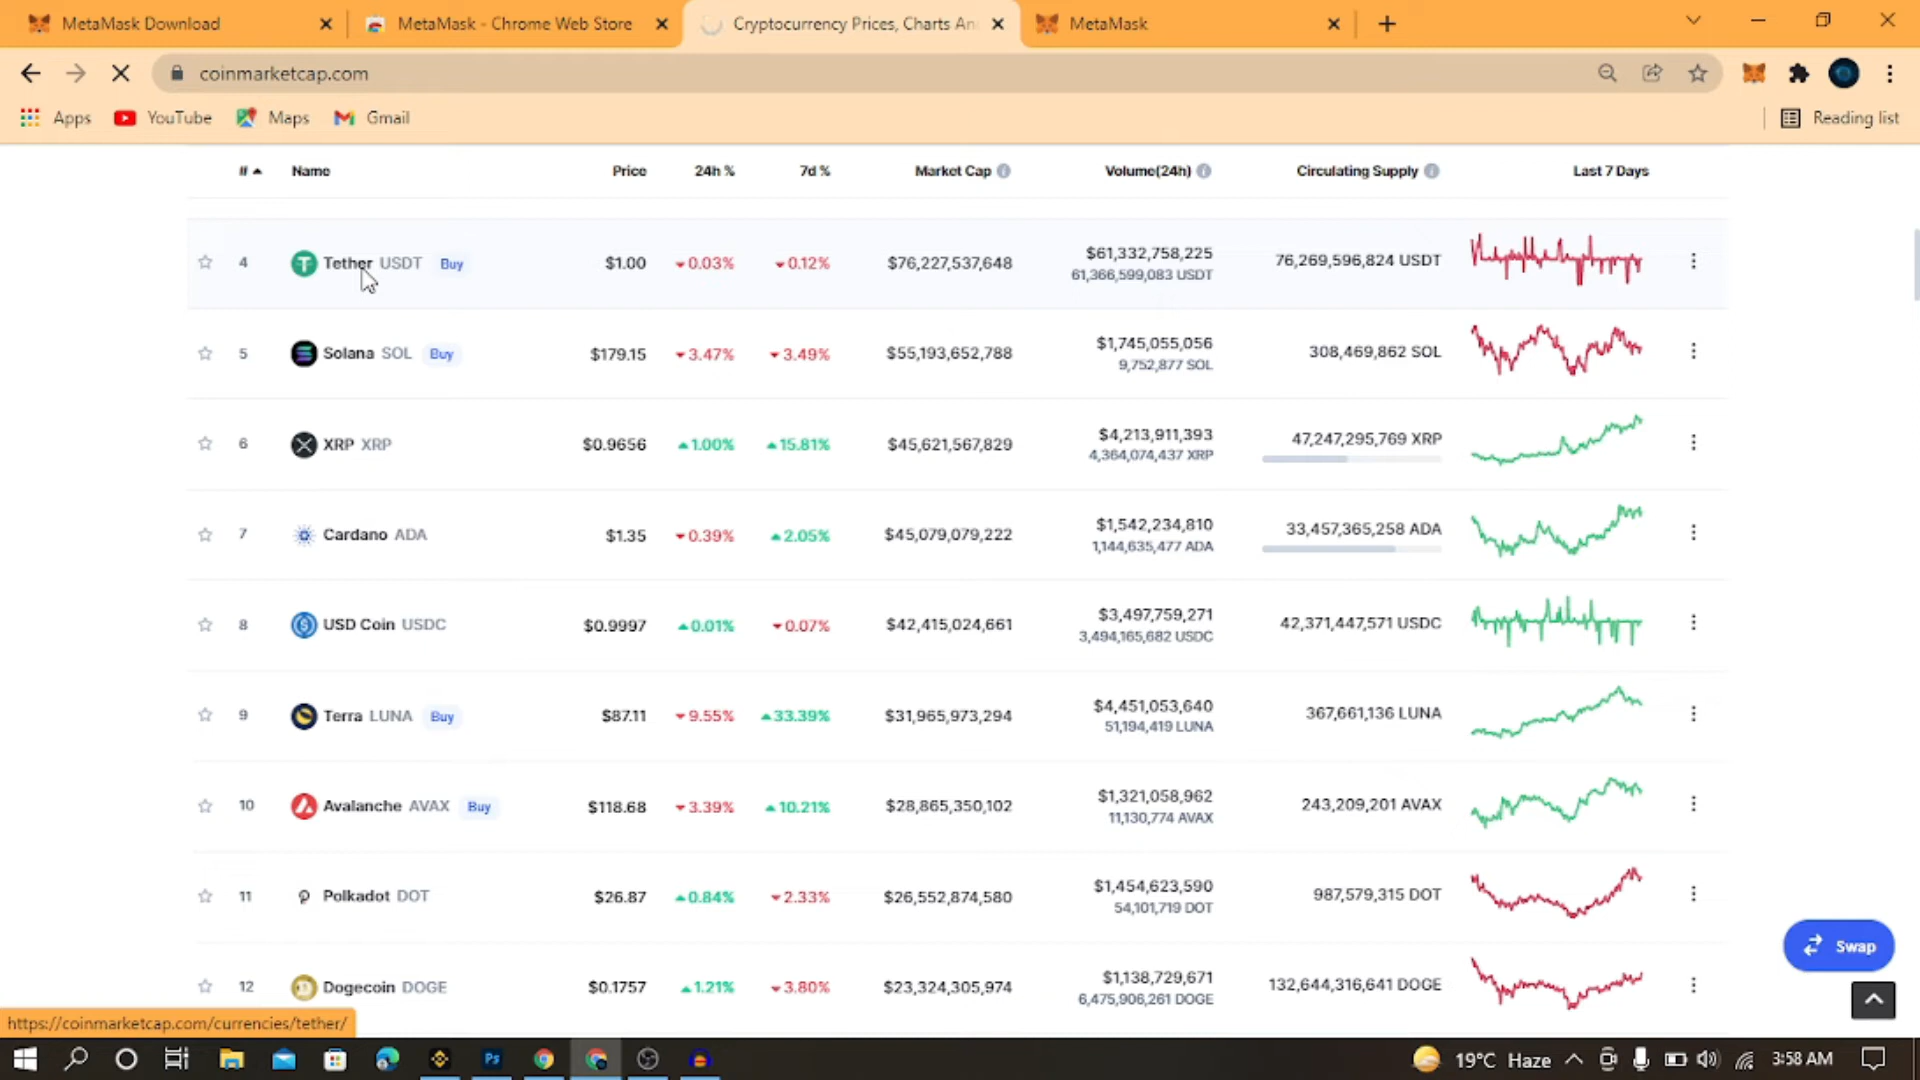 MetaMask Download
MetaMask - Chrome Web Store
Cryptocurrency Prices, Charts An
MetaMask
coinmarketcap.com
Apps YouTube Maps Gmail Reading list
# Name Price 24h % 7d % Market Cap Volume(24h) Circulating Supply Last 7 Days
4 Tether USDT Buy $1.00 0.03% 0.12% $76,227,537,648 $61,332,758,225 76,269,596,824 USDT
61,366,599,083 USDT
5 Solana SOL Buy $179.15 3.47% 3.49% $55,193,652,788 $1,745,055,056 308,469,862 SOL
9,752,877 SOL
6 XRP XRP $0.9656 1.00% 15.81% $45,621,567,829 $4,213,911,393 47,247,295,769 XRP
4,364,074,437 XRP
7 Cardano ADA $1.35 0.39% 2.05% $45,079,079,222 $1,542,234,810 33,457,365,258 ADA
1,144,635,477 ADA
8 USD Coin USDC $0.9997 0.01% 0.07% $42,415,024,661 $3,497,759,271 42,371,447,571 USDC
3,494,165,682 USDC
9 Terra LUNA Buy $87.11 9.55% 33.39% $31,965,973,294 $4,451,053,640 367,661,136 LUNA
51,194,419 LUNA
10 Avalanche AVAX Buy $118.68 3.39% 10.21% $28,865,350,102 $1,321,058,962 243,209,201 AVAX
11,130,774 AVAX
11 Polkadot DOT $26.87 0.84% 2.33% $26,552,874,580 $1,454,623,590 987,579,315 DOT
54,101,719 DOT
12 Dogecoin DOGE $0.1757 1.21% 3.80% $23,324,305,974 $1,138,729,671 132,644,316,641 DOGE
6,475,906,261 DOGE
Swap
https://coinmarketcap.com/currencies/tether/
Ps
19°C Haze 3:58 AM